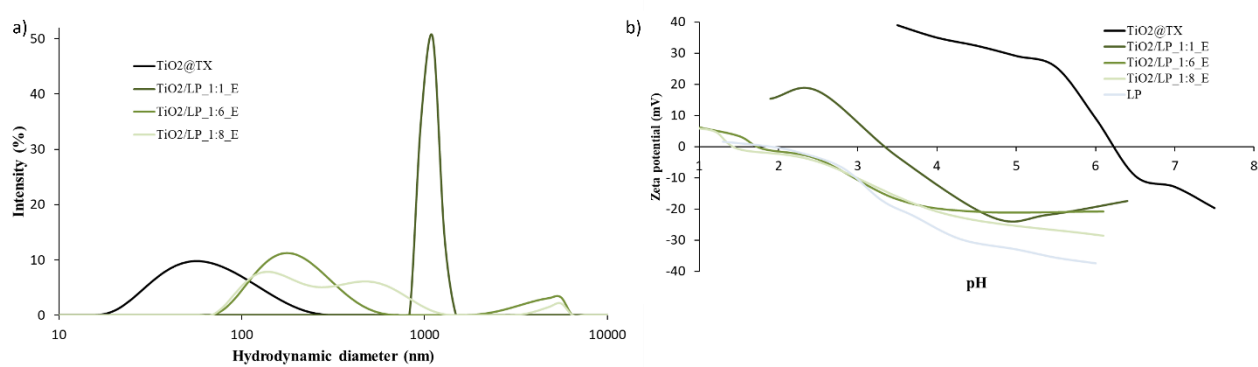 a)
50
40
30
20
10
0
Intensity (%)
TiO2@TX
TiO2/LP_1:1_E
TiO2/LP_1:6_E
TiO2/LP_1:8_E
10
100
1000
10000
Hydrodynamic diameter (nm)
b)
40
30
20
10
0
-10
-20
-30
-40
Zeta potential (mV)
TiO2@TX
TiO2/LP_1:1_E
TiO2/LP_1:6_E
TiO2/LP_1:8_E
LP
1
2
3
4
5
6
7
8
pH